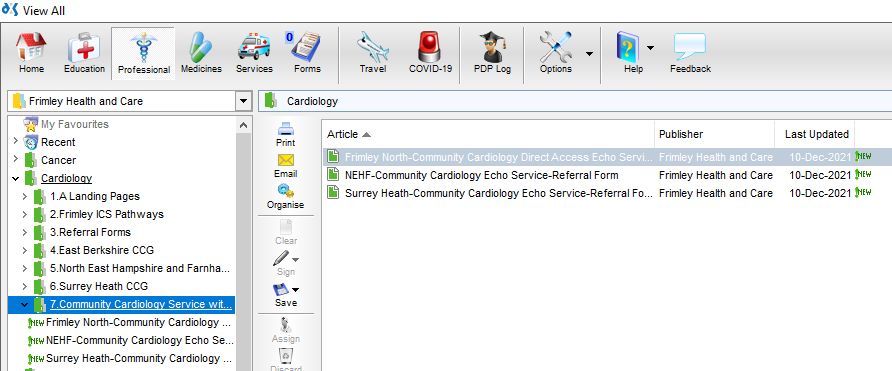 View All
Home Education Professional Medicines Services 0 Forms Travel COVID-19 PDP Log Options Help Feedback
Frimley Health and Care
Cardiology
My Favourites
Recent
Cancer
Cardiology
1.A Landing Pages
2.Frimley ICS Pathways
3.Referral Forms
4.East Berkshire CCG
5.North East Hampshire and Farnha...
6.Surrey Heath CCG
7.Community Cardiology Service wit...
NEW Frimley North-Community Cardiology ...
NEW NEHF-Community Cardiology Echo Se...
NEW Surrey Heath-Community Cardiology ...
Print
Email
Organise
Clear
Sign
Save
Assign
Discard
Article Publisher Last Updated
Frimley North-Community Cardiology Direct Access Echo Servi... Frimley Health and Care 10-Dec-2021 NEW
NEHF-Community Cardiology Echo Service-Referral Form Frimley Health and Care 10-Dec-2021 NEW
Surrey Heath-Community Cardiology Echo Service-Referral Fo... Frimley Health and Care 10-Dec-2021 NEW